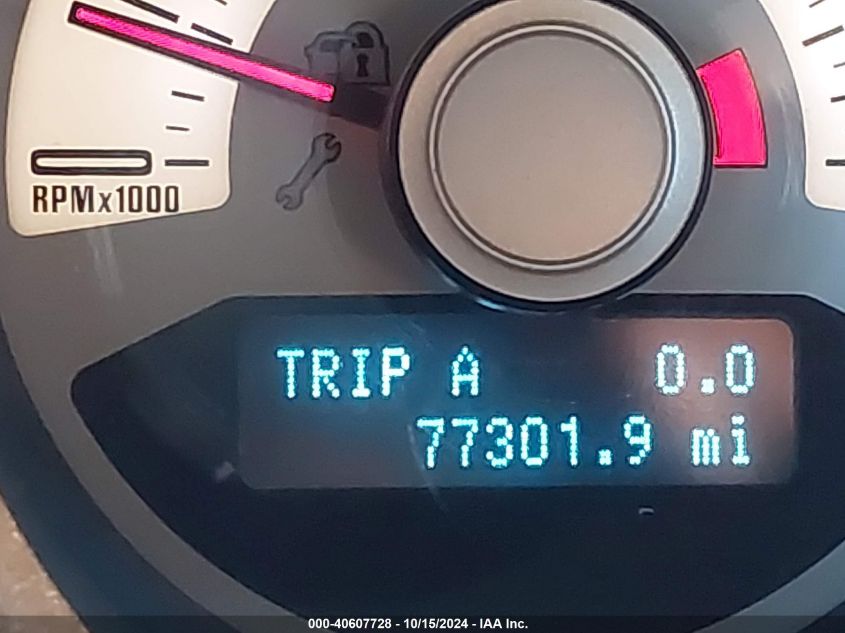 RPMx1000
TRIP A 0.0
77301.9 mi
000-40607728 - 10/15/2024 - IAA Inc.